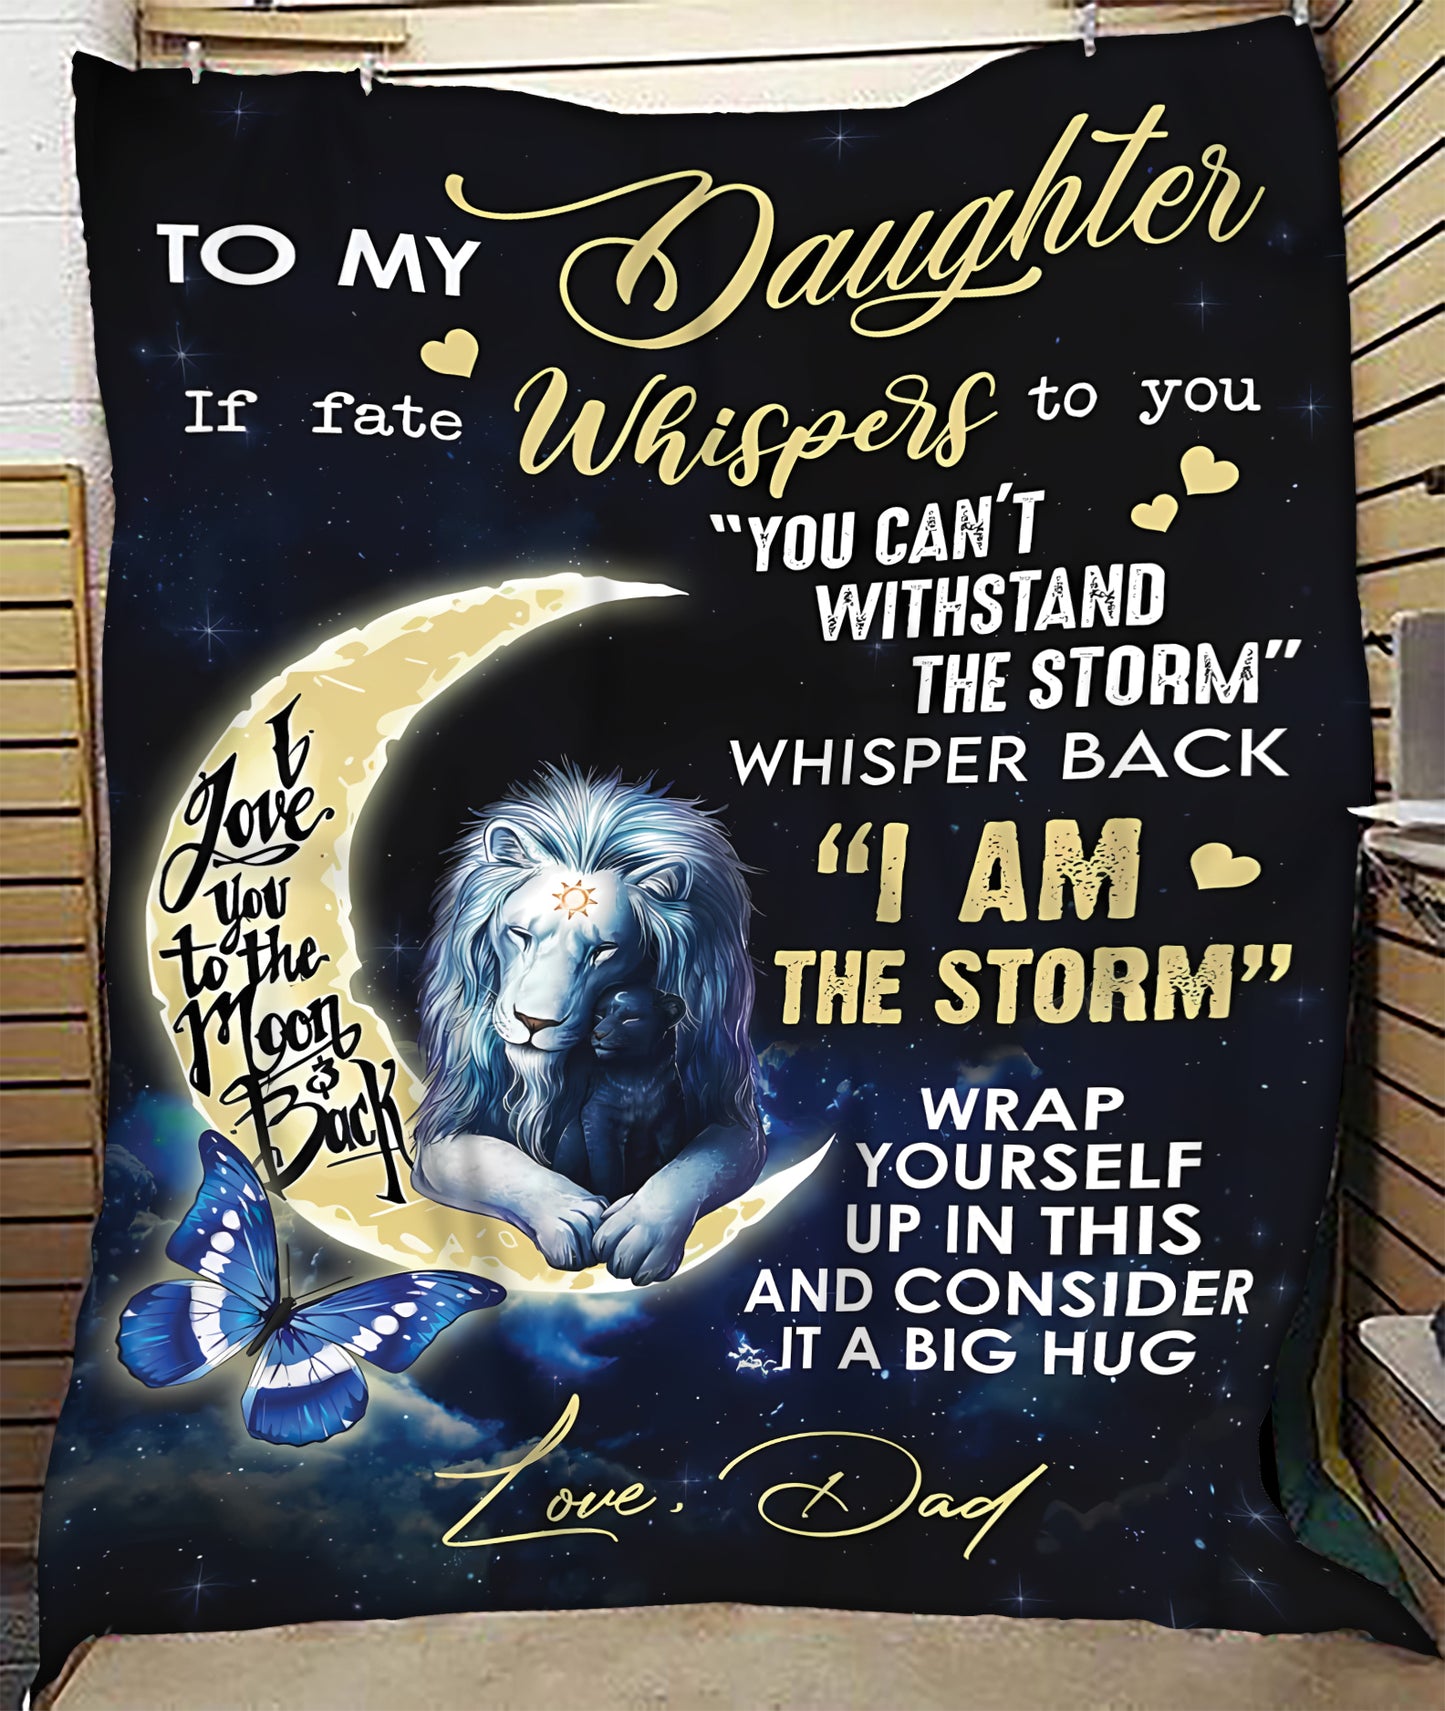 TO MY Daughter
If fate Whispers to you
"YOU CAN'T
WITHSTAND
THE STORM"
WHISPER BACK
"I AM
THE STORM"
I
Love
you
to the
Moon
&
Back
WRAP
YOURSELF
UP IN THIS
AND CONSIDER
IT A BIG HUG
Love, Dad